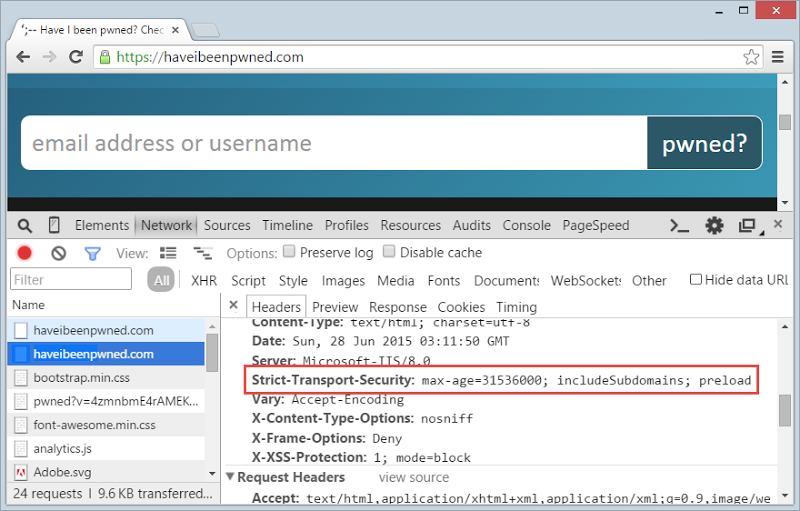 ';-- Have I been pwned? Chec
https://haveibeenpwned.com
email address or username
pwned?
Elements Network Sources Timeline Profiles Resources Audits Console PageSpeed
View: Options: Preserve log Disable cache
Filter All XHR Script Style Images Media Fonts Documents WebSockets Other Hide data URL
Name
Headers Preview Response Cookies Timing
haveibeenpwned.com
haveibeenpwned.com
bootstrap.min.css
pwned?v=4zmnbmE4rAMEK...
font-awesome.min.css
analytics.js
Adobe.svg
24 requests | 9.6 KB transferred...
Content-Type: text/html; charset=utf-8
Date: Sun, 28 Jun 2015 03:11:50 GMT
Server: Microsoft-IIS/8.0
Strict-Transport-Security: max-age=31536000; includeSubdomains; preload
Vary: Accept-Encoding
X-Content-Type-Options: nosniff
X-Frame-Options: Deny
X-XSS-Protection: 1; mode=block
Request Headers view source
Accept: text/html,application/xhtml+xml,application/xml;q=0.9,image/we